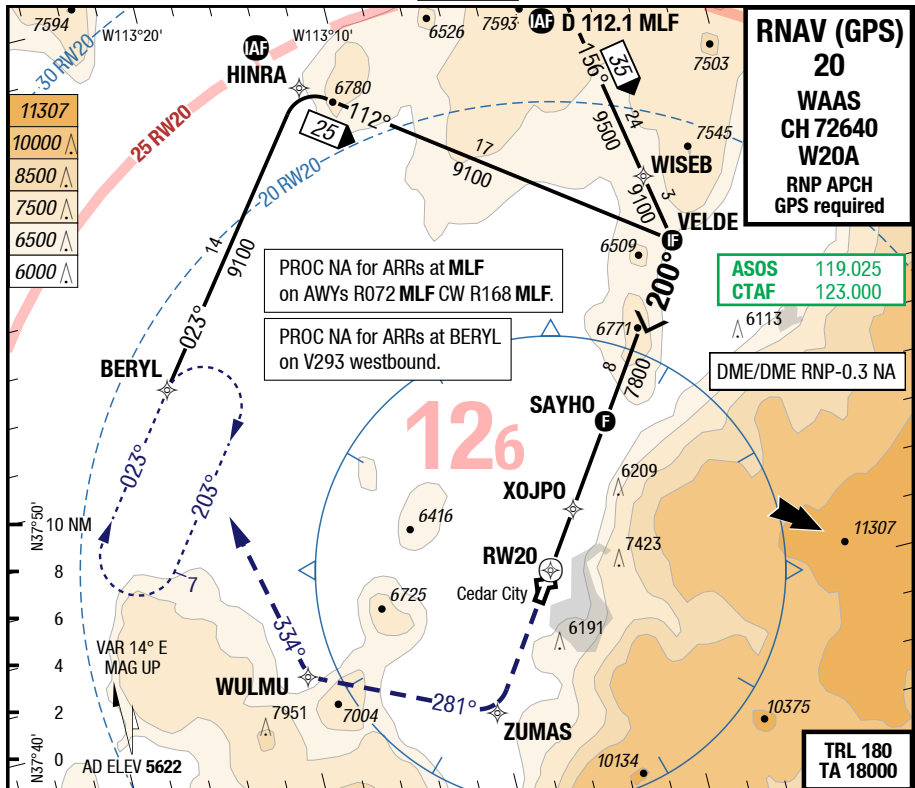 7594
W113°20'
W113°10'
6526
7593
IAF
D 112.1 MLF
7503
RNAV (GPS)
20
WAAS
CH 72640
W20A
RNP APCH
GPS required
30 RW20
IAF
HINRA
6780
156°
35
24
9500
7545
11307
10000
8500
7500
6500
6000
25 RW20
112°
25
17
9100
20 RW20
WISEB
3
9100
VELDE
IF
14
9100
023°
6509
200°
PROC NA for ARRs at MLF
on AWYs R072 MLF CW R168 MLF.
ASOS 119.025
CTAF 123.000
6771
6113
PROC NA for ARRs at BERYL
on V293 westbound.
BERYL
8
7800
DME/DME RNP-0.3 NA
SAYHO
F
126
023°
203°
XOJPO
6209
N37°50'
10 NM
6416
11307
7423
RW20
8
7
Cedar City
6
6725
6191
334°
VAR 14° E
MAG UP
4
WULMU
281°
2
7951
7004
ZUMAS
10375
N37°40'
0
AD ELEV 5622
10134
TRL 180
TA 18000